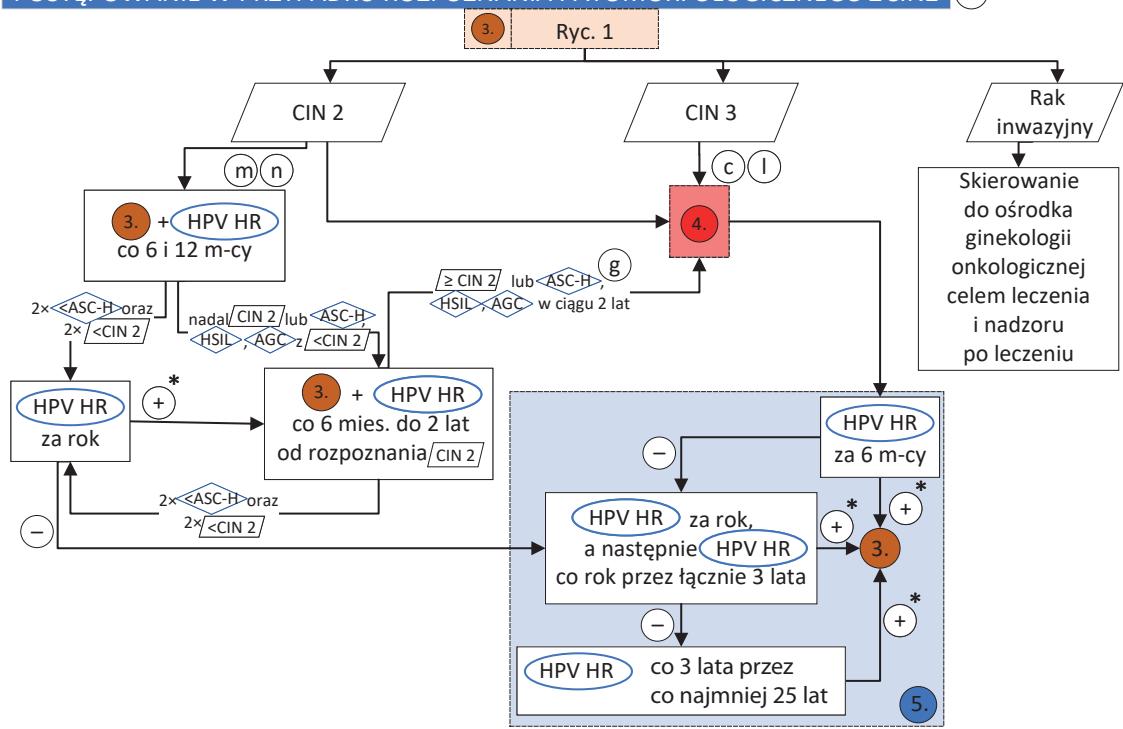 3. Ryc. 1
CIN 2
CIN 3
Rak
inwazyjny
m n
c l
3. + HPV HR
co 6 i 12 m-cy
4.
Skierowanie
do ośrodka
ginekologii
onkologicznej
celem leczenia
i nadzoru
po leczeniu
2× <ASC-H oraz
2× <CIN 2
nadal CIN 2 lub ASC-H,
HSIL, AGC z <CIN 2
≥ CIN 2 lub ASC-H, g
HSIL, AGC w ciągu 2 lat
HPV HR
za rok
+ *
3. + HPV HR
co 6 mies. do 2 lat
od rozpoznania CIN 2
2× <ASC-H oraz
2× <CIN 2
–
HPV HR
za 6 m-cy
–
+ *
HPV HR za rok,
a następnie HPV HR
co rok przez łącznie 3 lata
+ *
3.
–
+ *
HPV HR co 3 lata przez
co najmniej 25 lat
5.